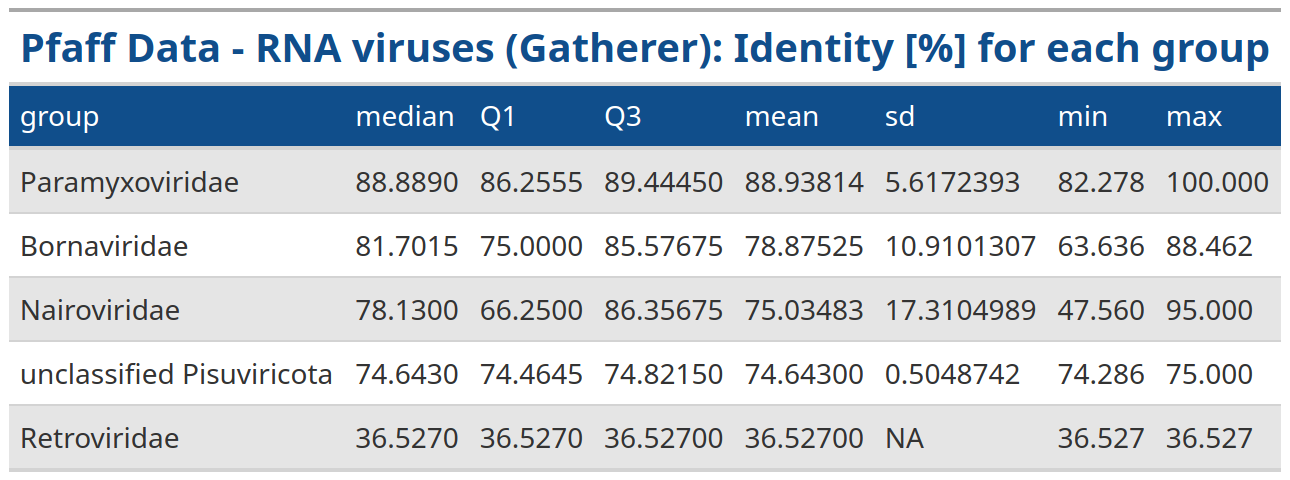 Pfaff Data - RNA viruses (Gatherer): Identity [%] for each group
group median Q1 Q3 mean sd min max
Paramyxoviridae 88.8890 86.2555 89.44450 88.93814 5.6172393 82.278 100.000
Bornaviridae 81.7015 75.0000 85.57675 78.87525 10.9101307 63.636 88.462
Nairoviridae 78.1300 66.2500 86.35675 75.03483 17.3104989 47.560 95.000
unclassified Pisuviricota 74.6430 74.4645 74.82150 74.64300 0.5048742 74.286 75.000
Retroviridae 36.5270 36.5270 36.52700 36.52700 NA 36.527 36.527